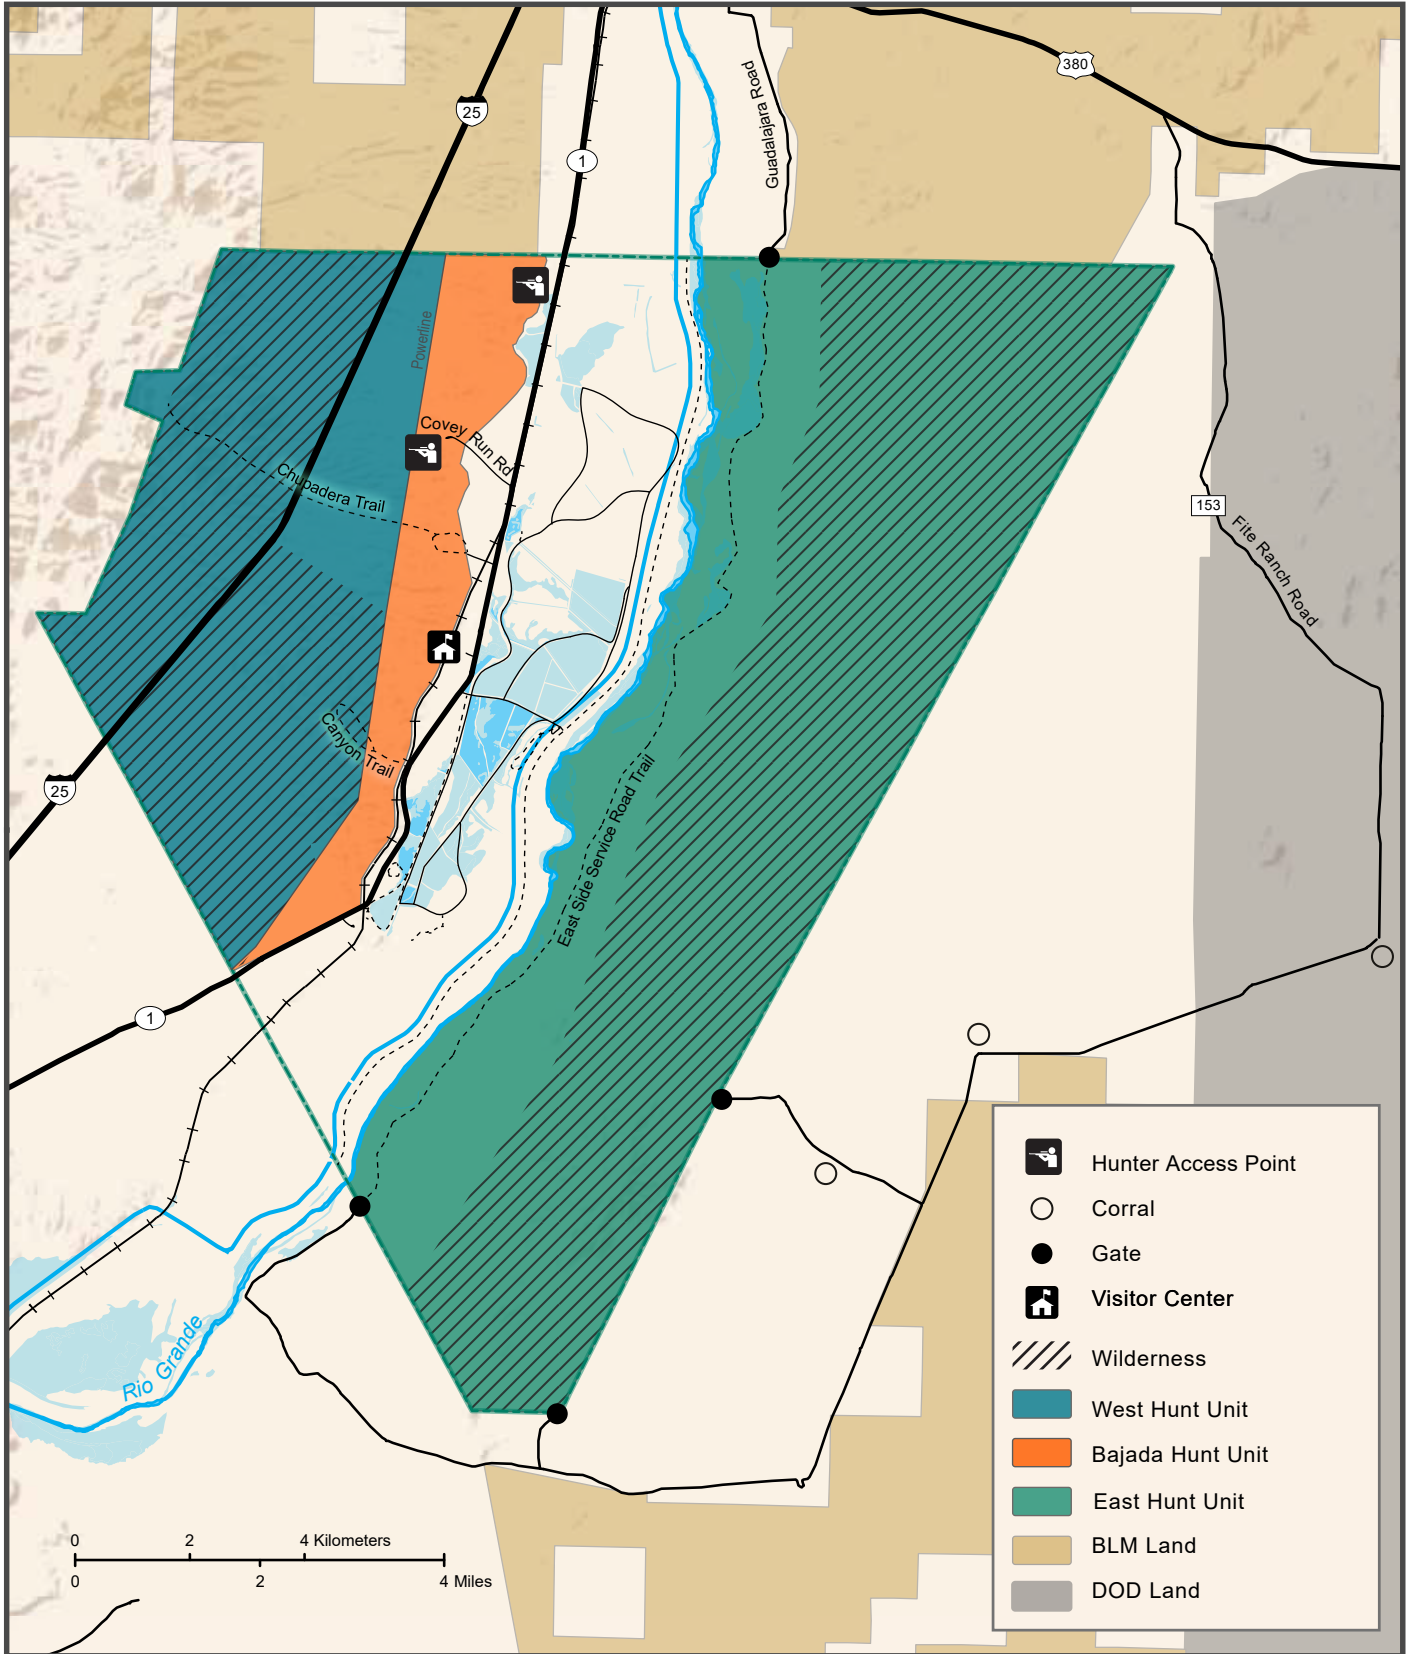 380
25
Guadalajara Road
1
Powerline
Covey Run Rd
Chupadera Trail
153
Fite Ranch Road
Canyon Trail
East Side Service Road Trail
25
1
Rio Grande
Hunter Access Point
Corral
Gate
Visitor Center
Wilderness
West Hunt Unit
Bajada Hunt Unit
East Hunt Unit
BLM Land
DOD Land
0 2 4 Kilometers
0 2 4 Miles